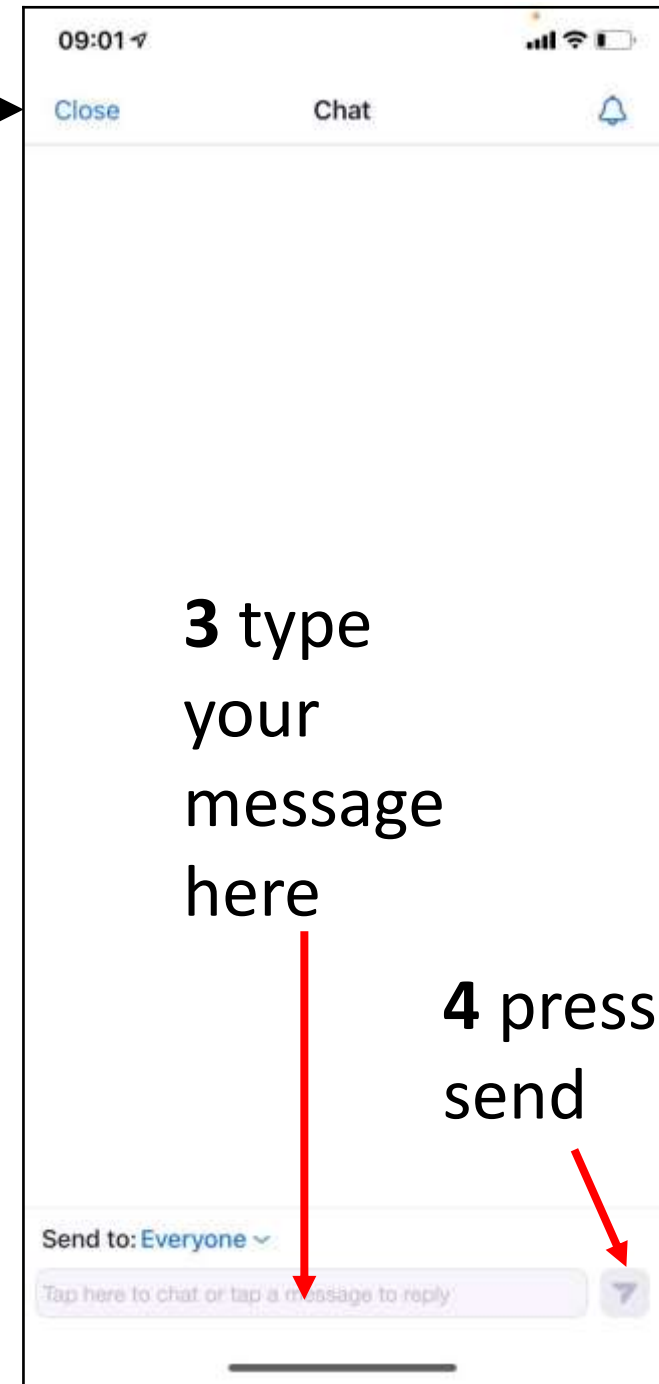 09:01
Close Chat
3 type
your
message
here
4 press
send
Send to: Everyone
Tap here to chat or tap a message to reply